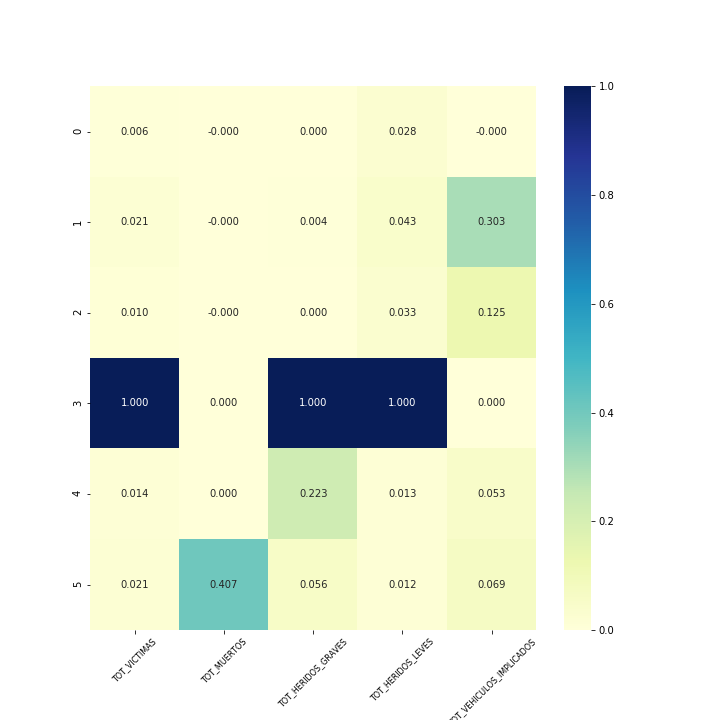 1.0
0 0.006 -0.000 0.000 0.028 -0.000
0.8
1 0.021 -0.000 0.004 0.043 0.303
0.6
2 0.010 -0.000 0.000 0.033 0.125
3 1.000 0.000 1.000 1.000 0.000
0.4
4 0.014 0.000 0.223 0.013 0.053
0.2
5 0.021 0.407 0.056 0.012 0.069
0.0
TOT_VICTIMAS
TOT_MUERTOS
TOT_HERIDOS_GRAVES
TOT_HERIDOS_LEVES
OT_VEHICULOS_IMPLICADOS